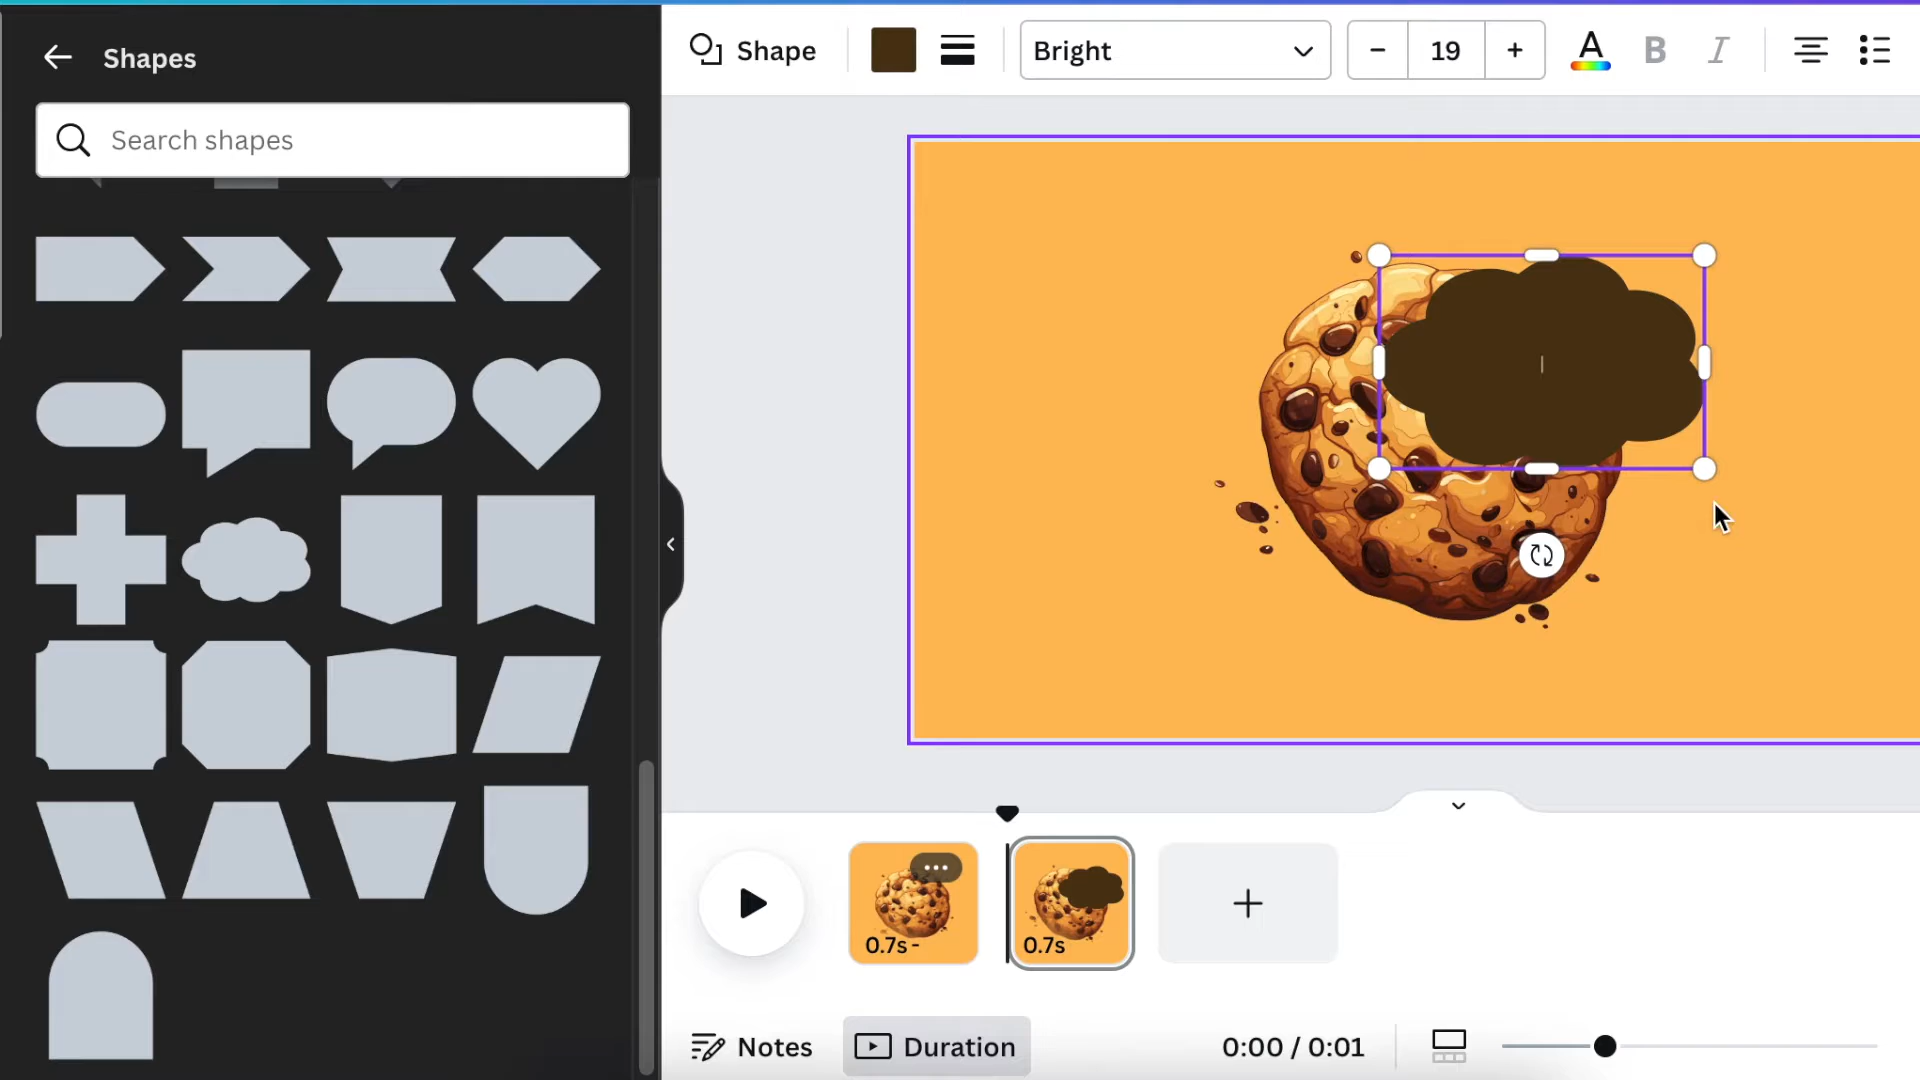 Shapes
Search shapes
Shape
Bright
19
A
B
I
0.7s
0.7s
Notes
Duration
0:00 / 0:01